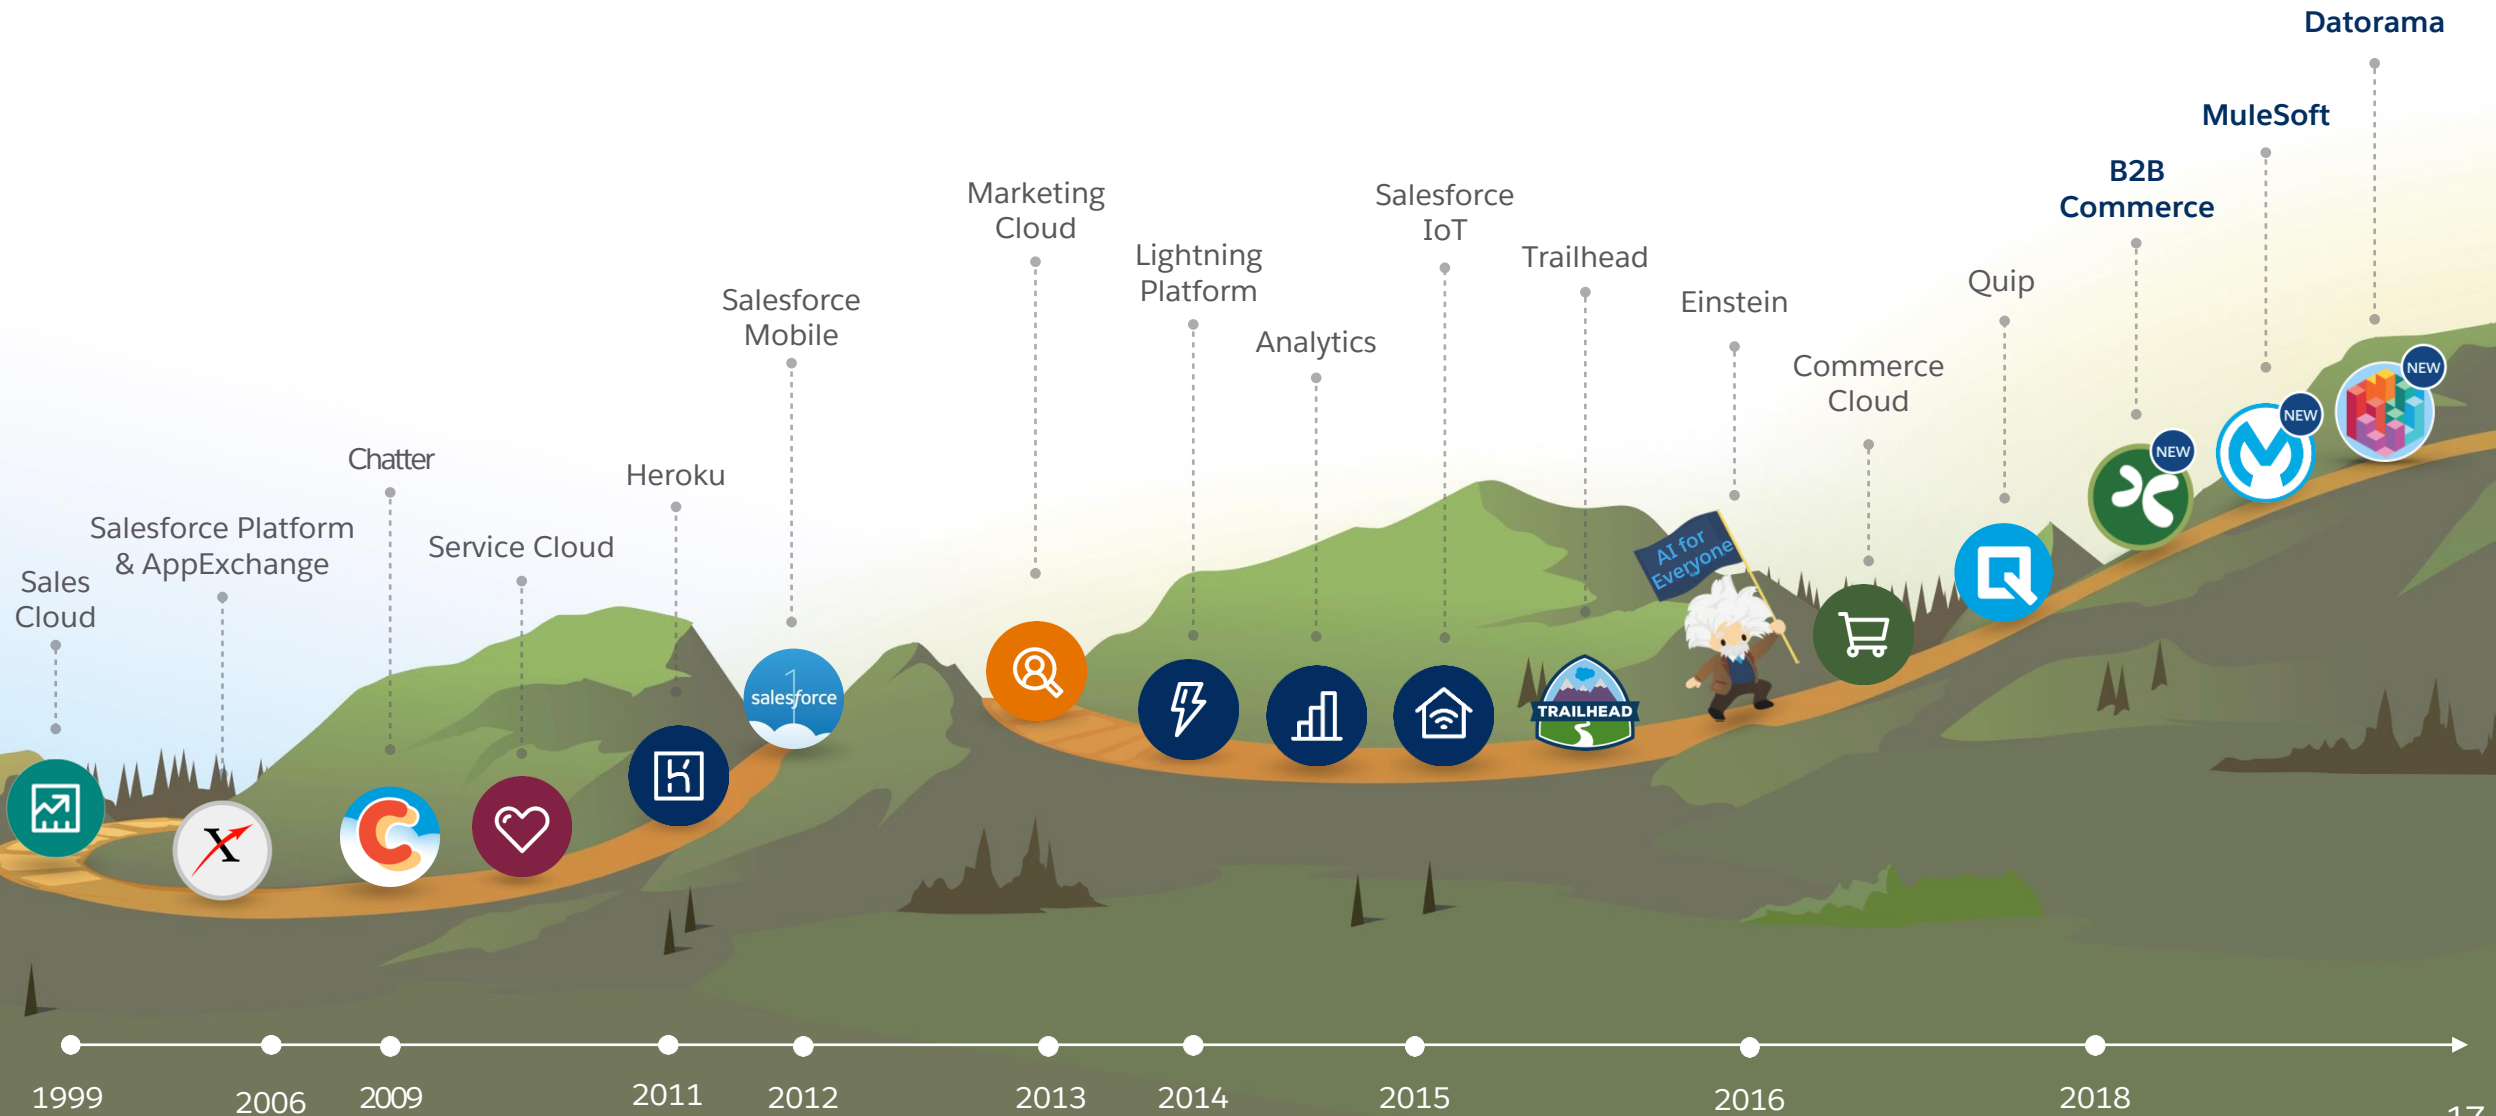 Datorama
MuleSoft
B2B
Commerce
Marketing
Cloud
Salesforce
IoT
Lightning
Platform
Trailhead
Quip
Einstein
Salesforce
Mobile
Analytics
Commerce
Cloud
Chatter
Heroku
Salesforce Platform
& AppExchange
Service Cloud
Sales
Cloud
NEW
NEW
NEW
AI for
Everyone
1
salesforce
TRAILHEAD
X
C
1999
2006
2009
2011
2012
2013
2014
2015
2016
2018
17